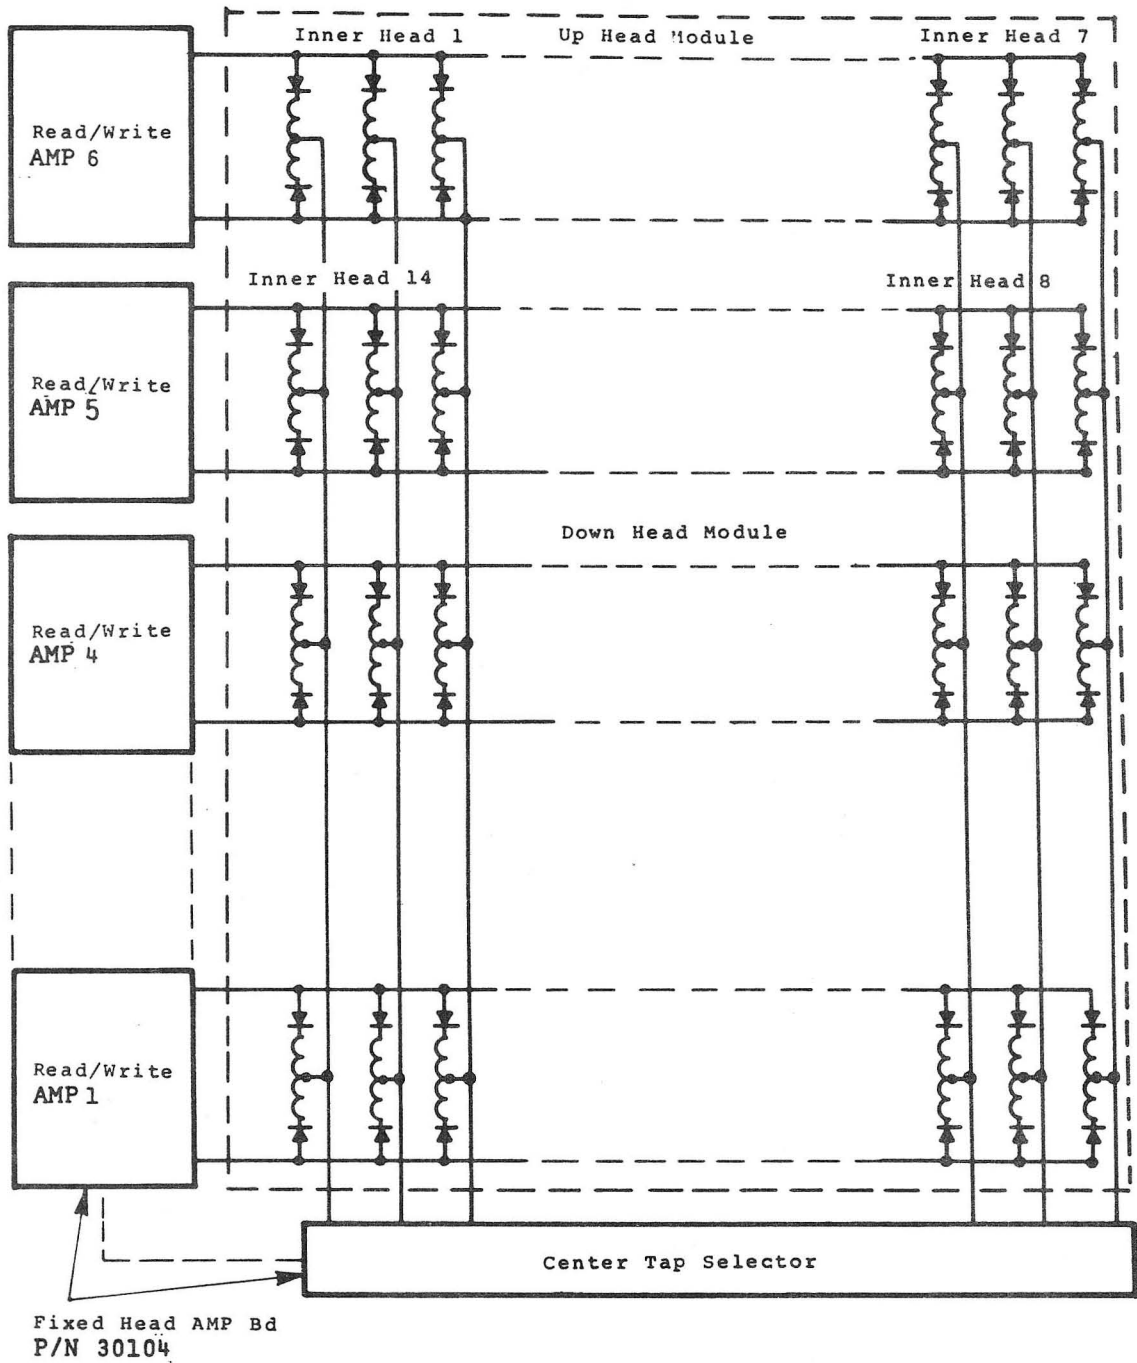 Inner Head 1
Up Head Module
Inner Head 7
Read/Write
AMP 6
Inner Head 14
Inner Head 8
Read/Write
AMP 5
Down Head Module
Read/Write
AMP 4
Read/Write
AMP 1
Center Tap Selector
Fixed Head AMP Bd
P/N 30104